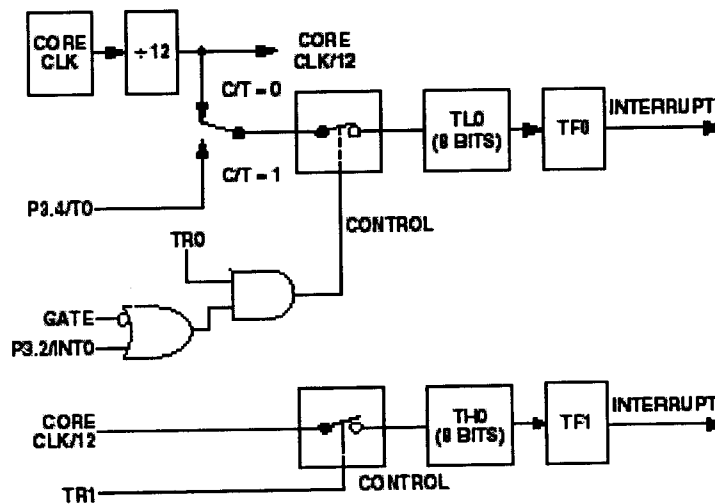 CORE
CLK
÷12
CORE
CLK/12
C/T = 0
TL0
(8 BITS)
TF0
INTERRUPT
C/T = 1
P3.4/T0
CONTROL
TR0
GATE
P3.2/INT0
CORE
CLK/12
TH0
(8 BITS)
TF1
INTERRUPT
CONTROL
TR1